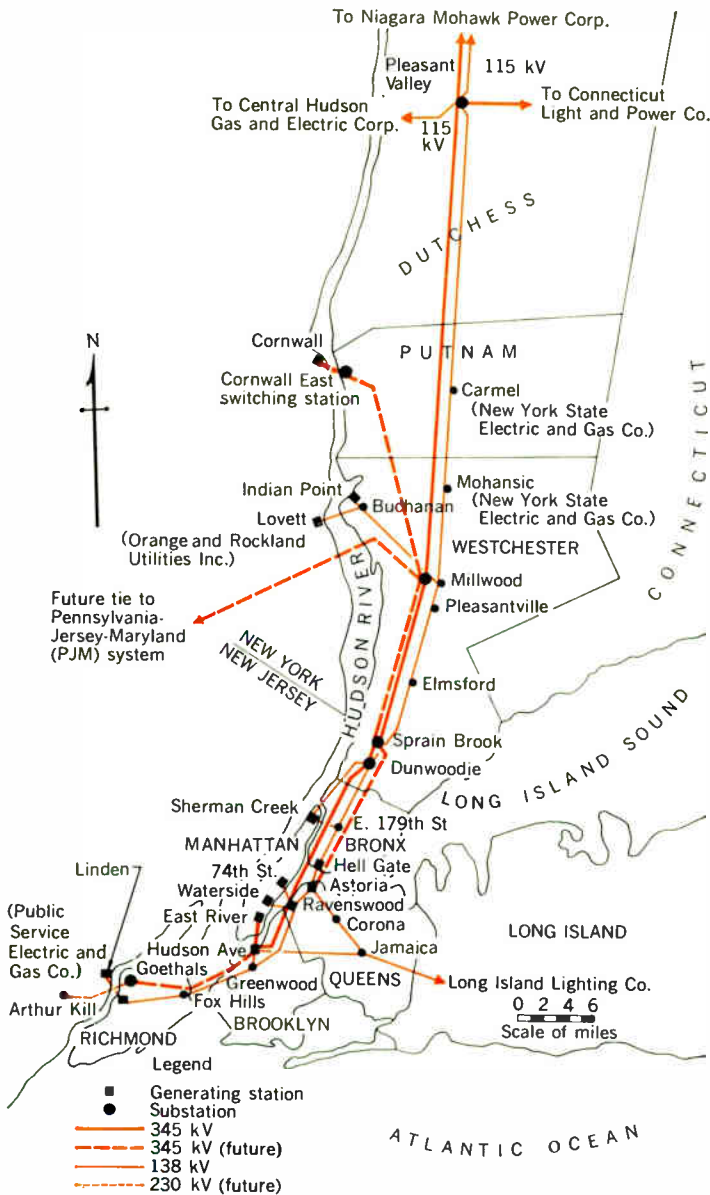 To Niagara Mohawk Power Corp.
Pleasant
Valley
115 kV
To Central Hudson
Gas and Electric Corp.
115
kV
To Connecticut
Light and Power Co.
DUTCHESS
N
Cornwall
PUTNAM
Cornwall East
switching station
Carmel
(New York State
Electric and Gas Co.)
CONNECTICUT
Indian Point
Buchanan
Mohansic
(New York State
Electric and Gas Co.)
Lovett
(Orange and Rockland
Utilities Inc.)
WESTCHESTER
Millwood
Pleasantville
Future tie to
Pennsylvania-
Jersey-Maryland
(PJM) system
HUDSON RIVER
NEW YORK
NEW JERSEY
Elmsford
Sprain Brook
Dunwoodie
LONG ISLAND SOUND
Sherman Creek
E. 179th St
MANHATTAN
BRONX
Linden
74th St.
Hell Gate
Waterside
Astoria
Ravenswood
(Public
Service
Electric and
Gas Co.)
East River
Corona
LONG ISLAND
Hudson Ave
Jamaica
Goethals
Greenwood
QUEENS
Long Island Lighting Co.
Arthur Kill
Fox Hills
0 2 4 6
Scale of miles
RICHMOND
BROOKLYN
Legend
Generating station
Substation
345 kV
345 kV (future)
138 kV
230 kV (future)
ATLANTIC OCEAN